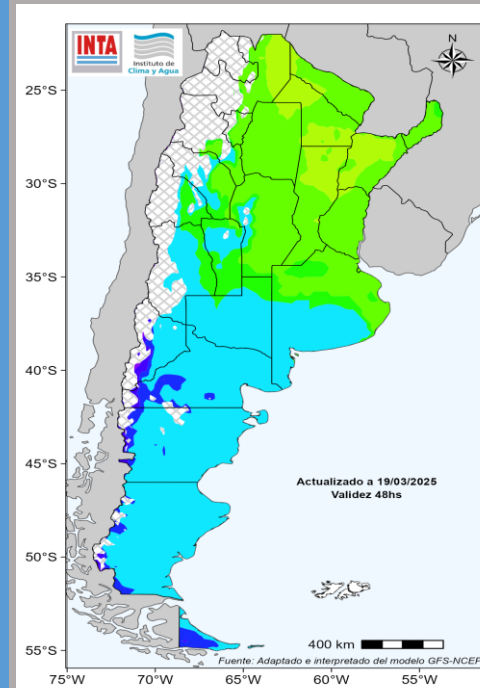 INTA
Instituto de
Clima y Agua
N
25°S
30°S
35°S
40°S
45°S
50°S
55°S
Actualizado a 19/03/2025
Validez 48hs
400 km
Fuente: Adaptado e interpretado del modelo GFS-NCEP
75°W 70°W 65°W 60°W 55°W